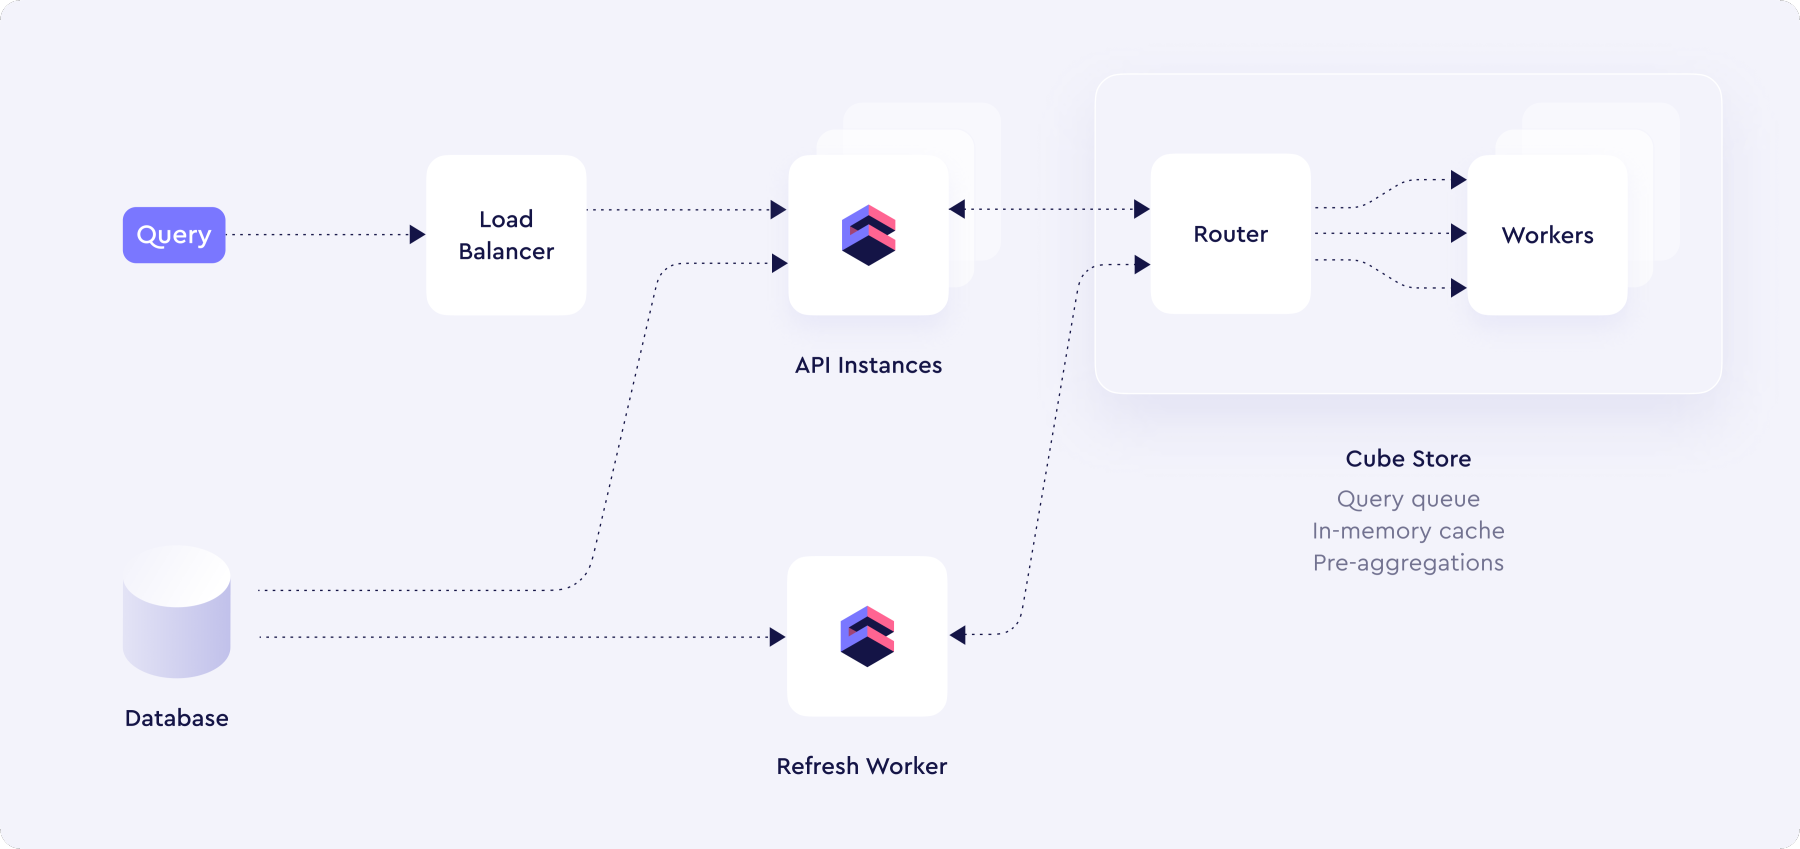 Query
Load
Balancer
API Instances
Router
Workers
Cube Store
Query queue
In-memory cache
Pre-aggregations
Database
Refresh Worker